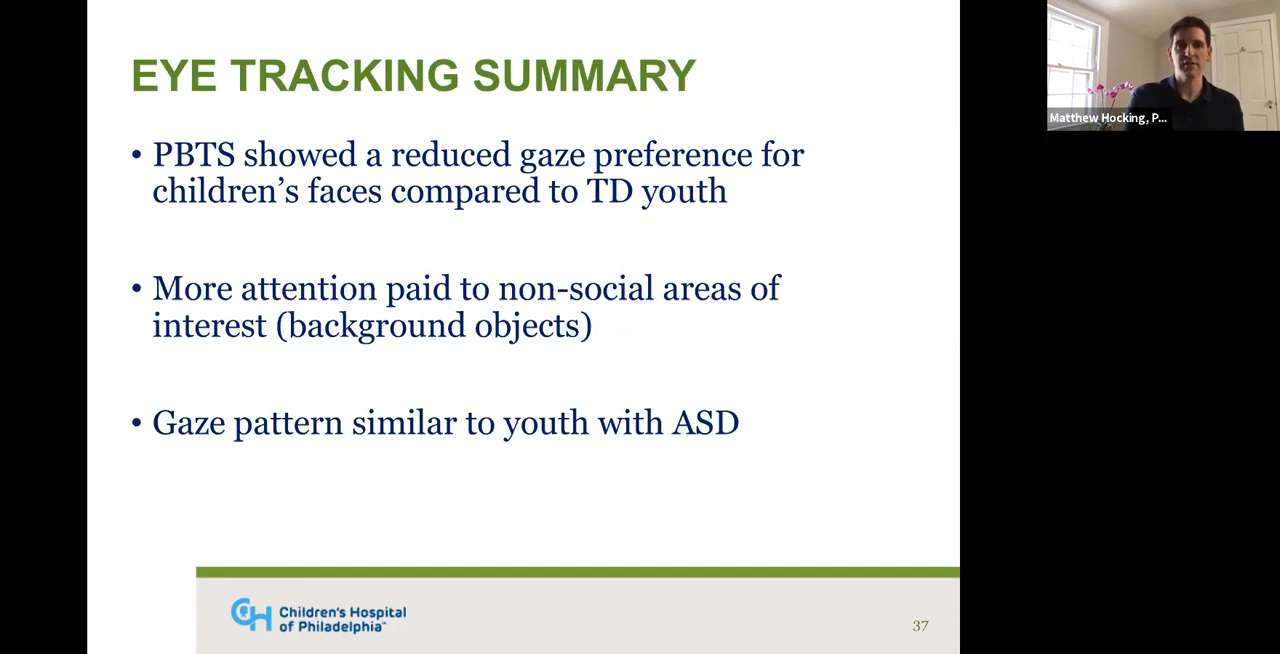 EYE TRACKING SUMMARY
• PBTS showed a reduced gaze preference for
children’s faces compared to TD youth
• More attention paid to non-social areas of
interest (background objects)
• Gaze pattern similar to youth with ASD
Children's Hospital
of Philadelphia™
37
Matthew Hocking, P...